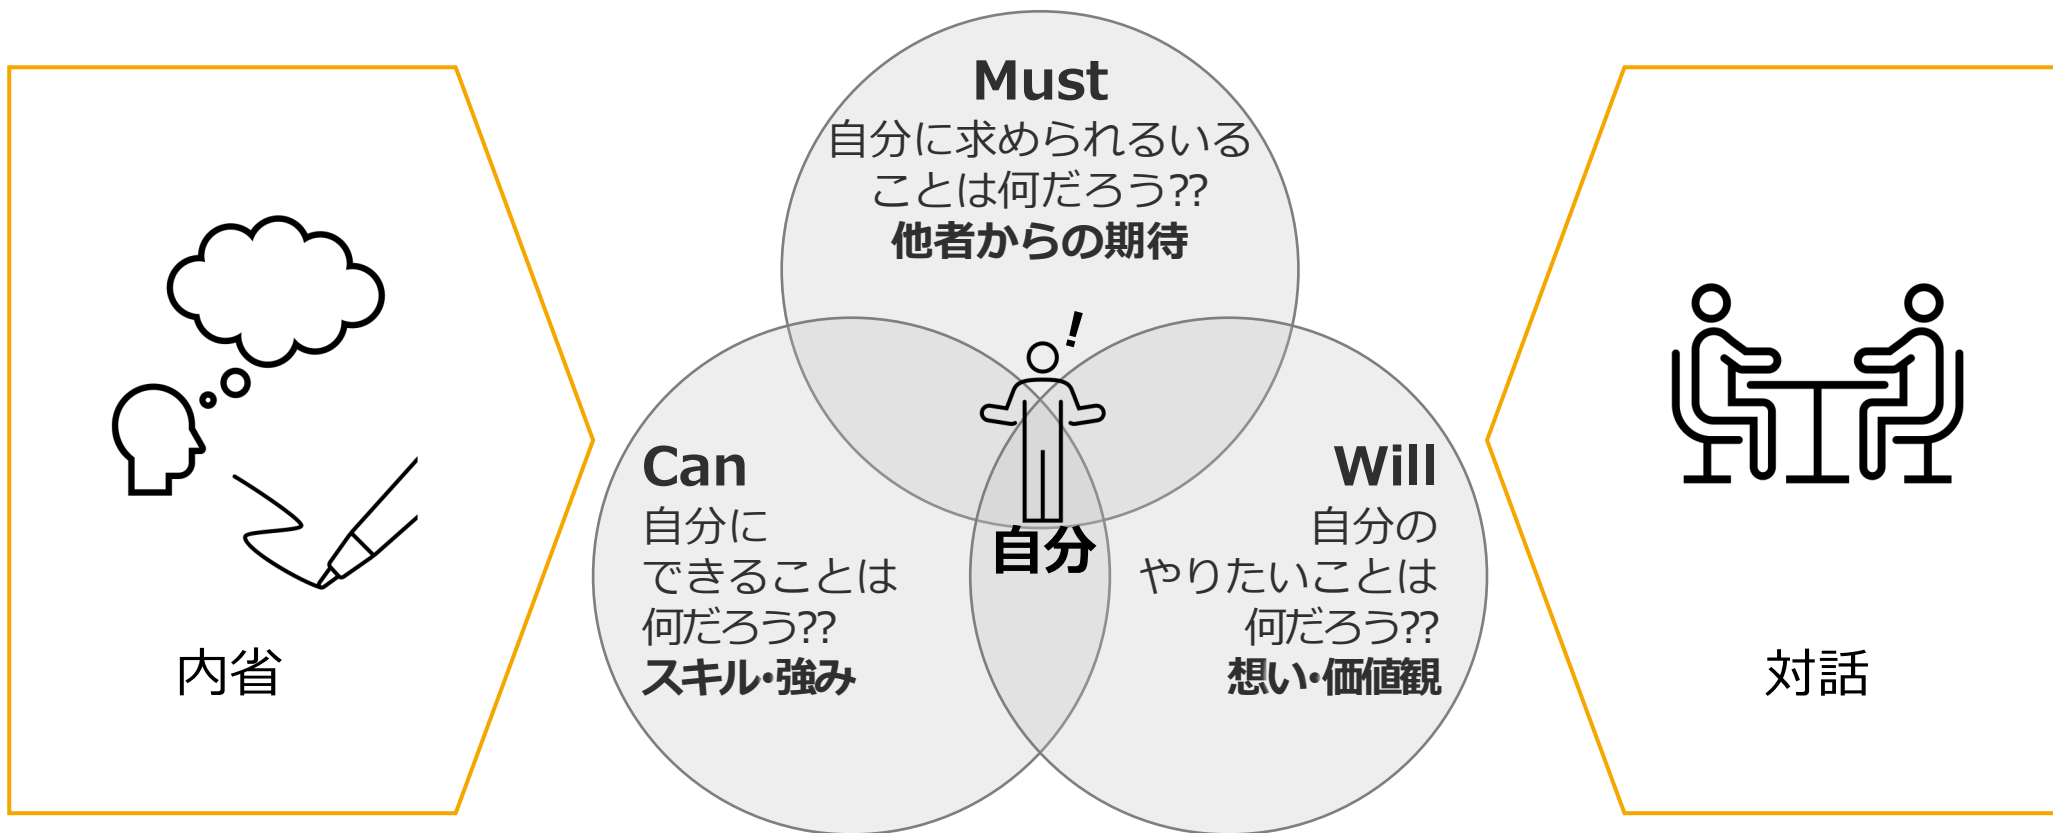 Must
自分に求められるいる
ことは何だろう??
他者からの期待
!
Can
自分に
できることは
何だろう??
スキル・強み
自分
Will
自分の
やりたいことは
何だろう??
想い・価値観
内省
対話